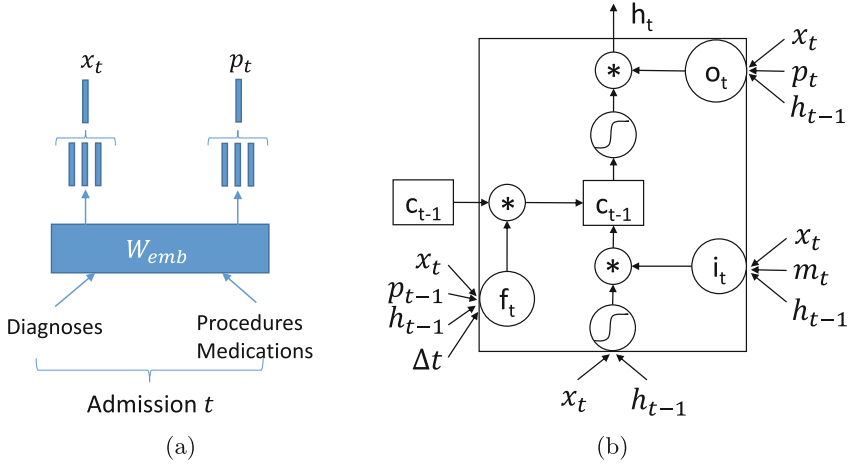 x_t
p_t
W_emb
Diagnoses
Procedures
Medications
Admission t
(a)
h_t
*
o_t
x_t
p_t
h_{t-1}
c_{t-1}
*
c_{t-1}
x_t
p_{t-1}
h_{t-1}
Δt
f_t
*
i_t
x_t
m_t
h_{t-1}
x_t
h_{t-1}
(b)